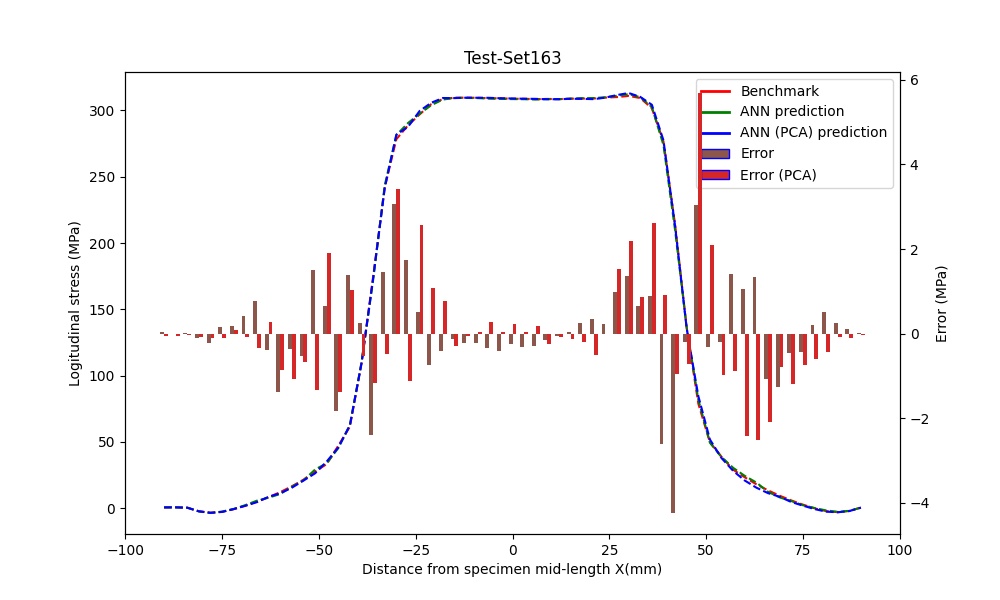 Test-Set163
Logitudinal stress (MPa)
300
250
200
150
100
50
0
Benchmark
ANN prediction
ANN (PCA) prediction
Error
Error (PCA)
6
4
2
0
−2
−4
Error (MPa)
−100 −75 −50 −25 0 25 50 75 100
Distance from specimen mid-length X(mm)